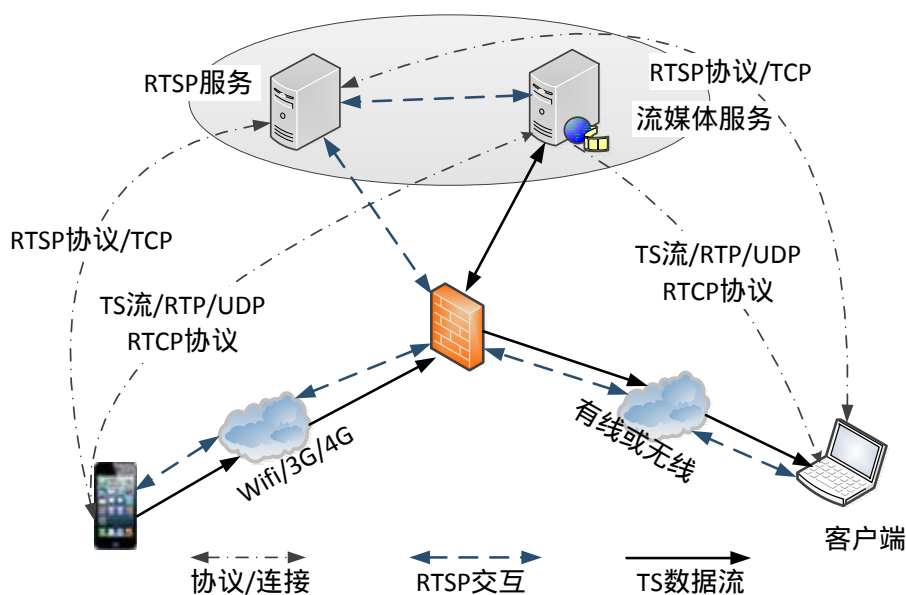 RTSP服务
RTSP协议/TCP
流媒体服务
RTSP协议/TCP
TS流/RTP/UDP
RTCP协议
TS流/RTP/UDP
RTCP协议
Wifi/3G/4G
有线或无线
客户端
协议/连接
RTSP交互
TS数据流